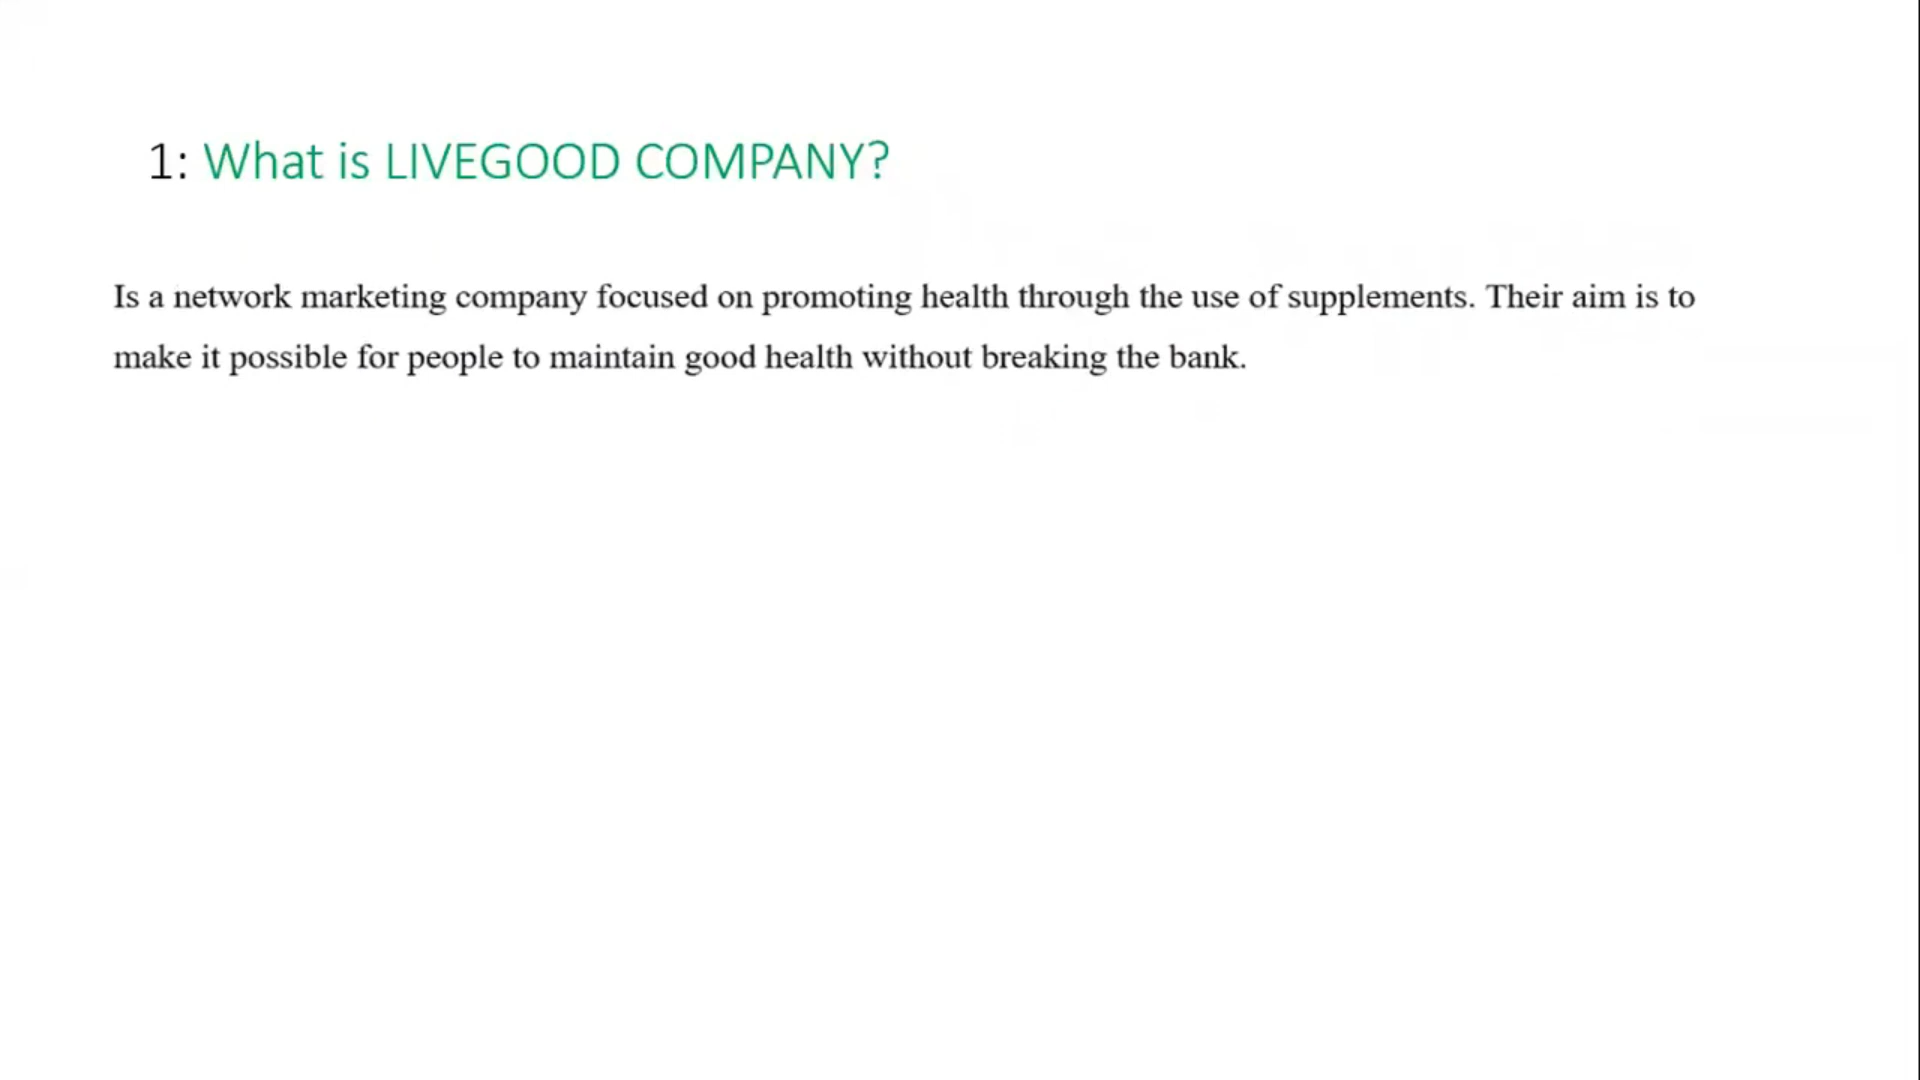 1: What is LIVEGOOD COMPANY?
Is a network marketing company focused on promoting health through the use of supplements. Their aim is to
make it possible for people to maintain good health without breaking the bank.